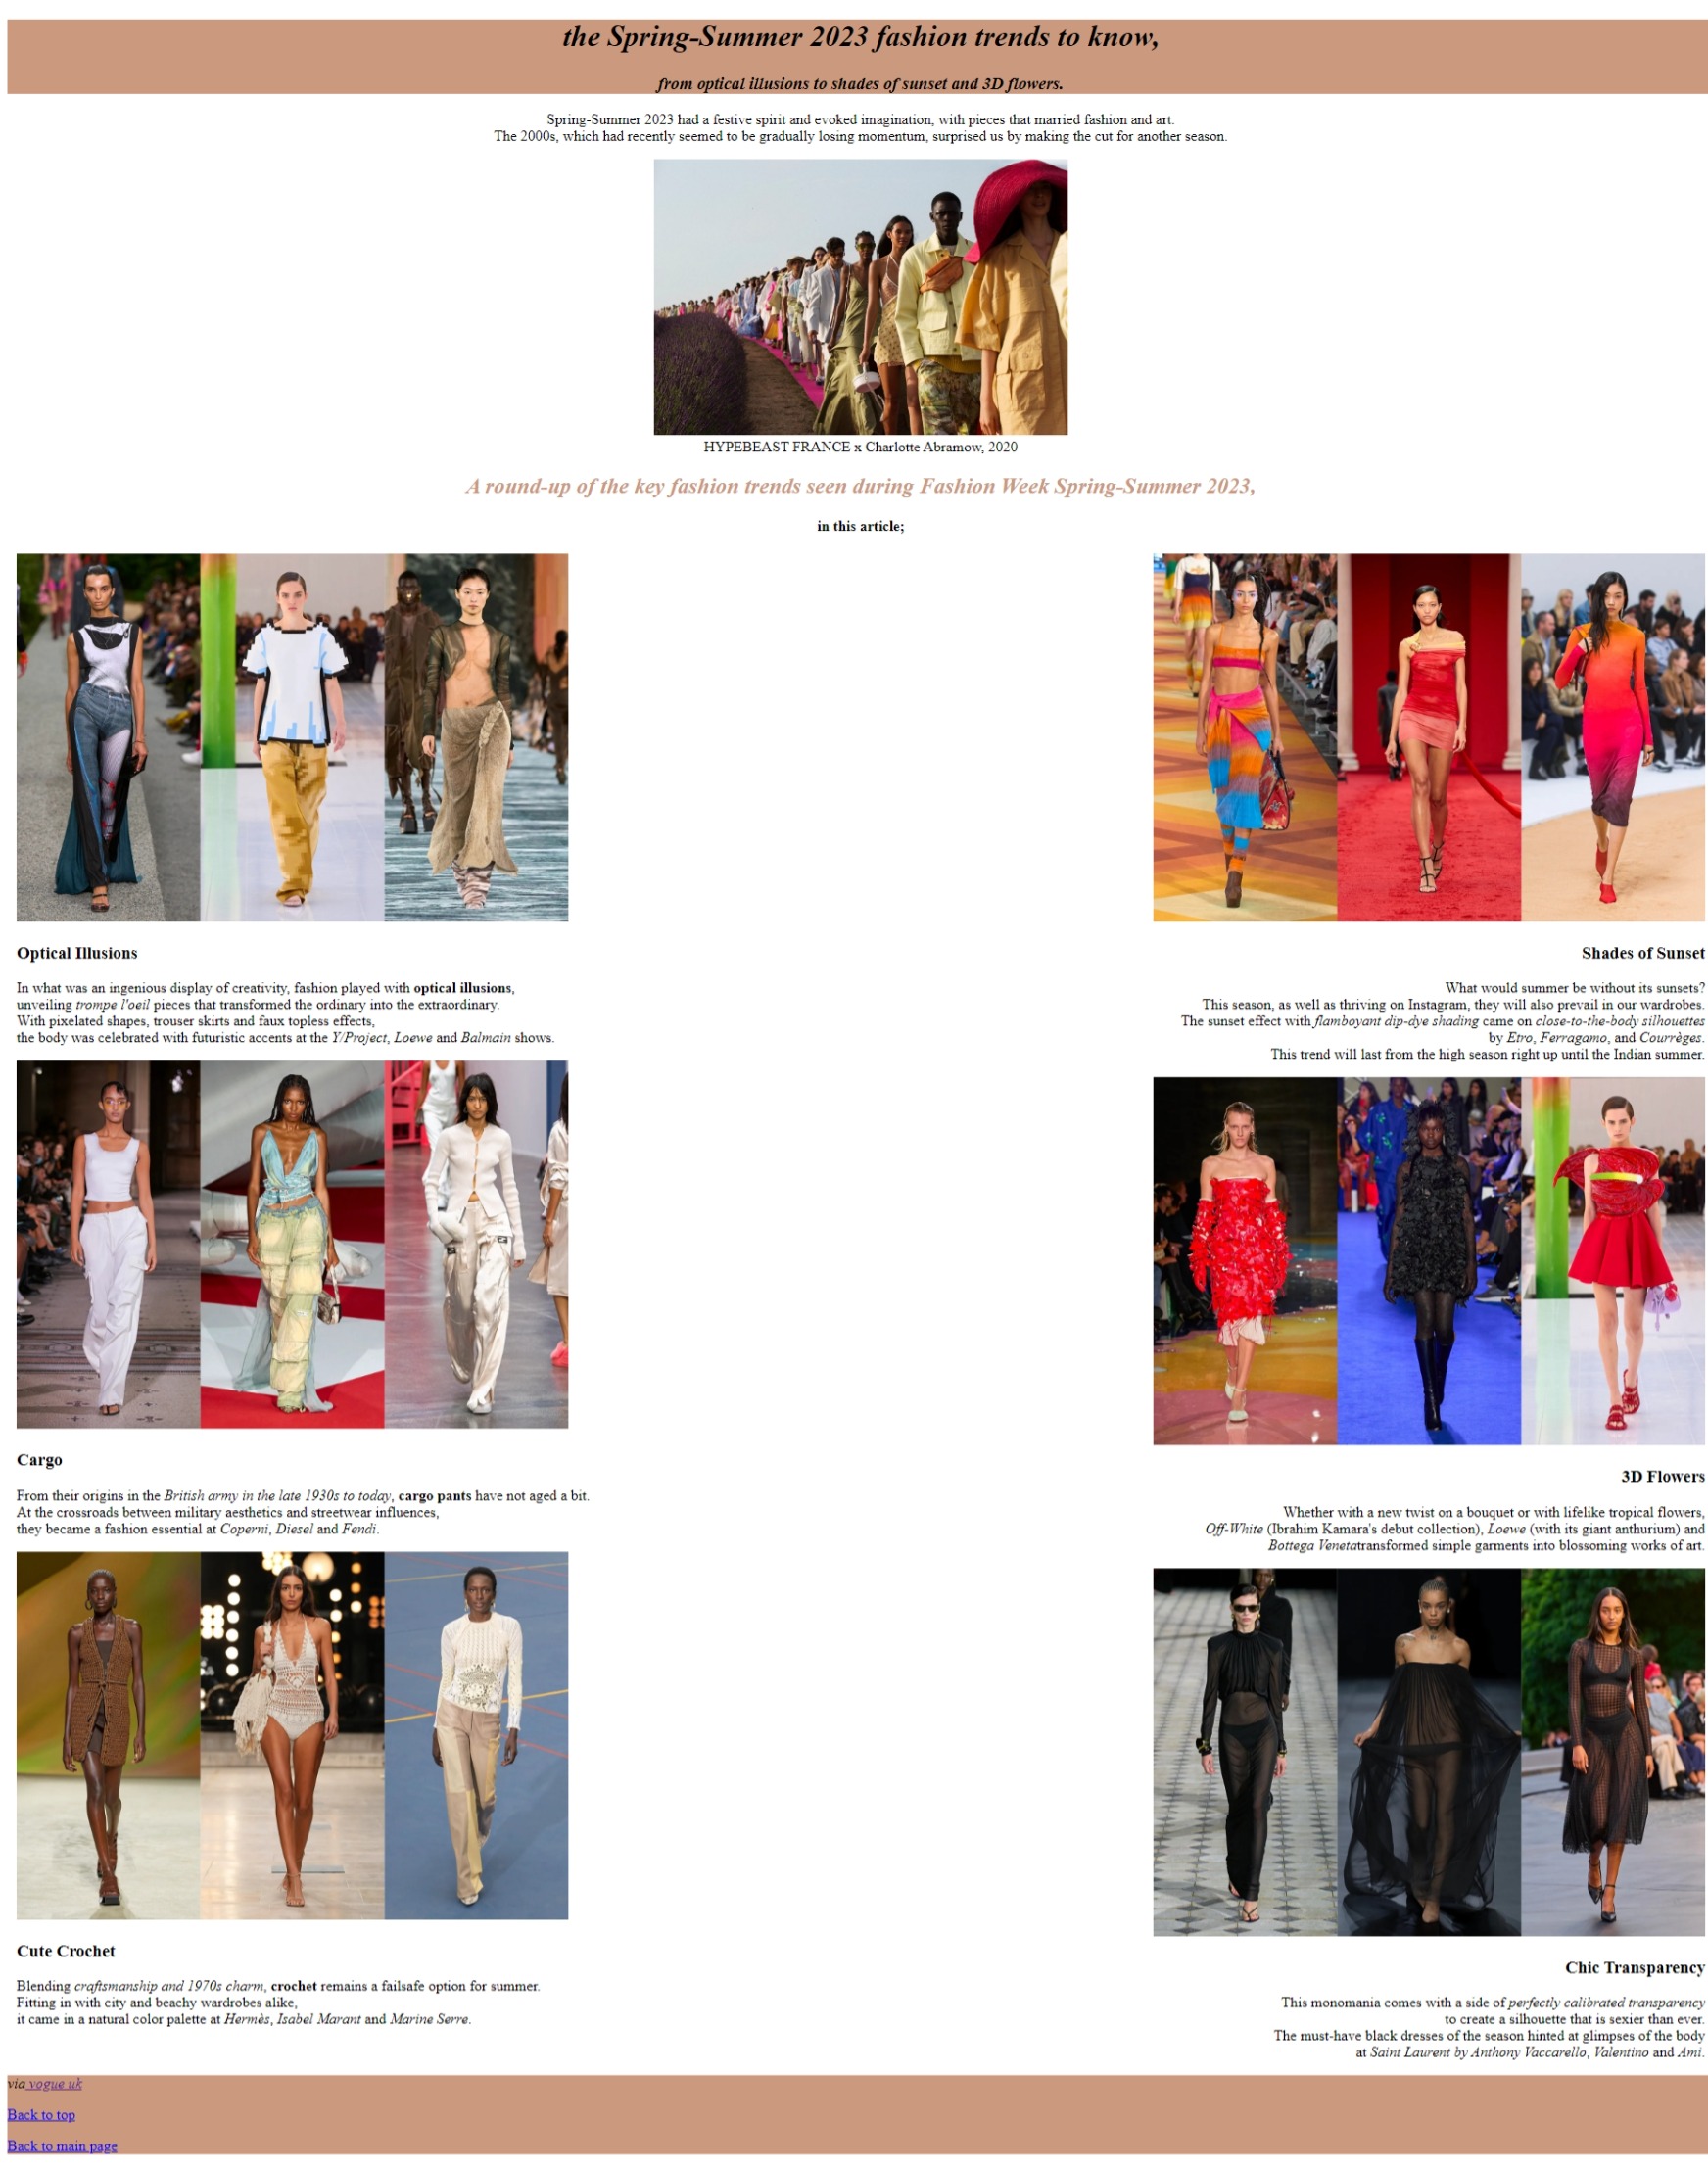 the Spring-Summer 2023 fashion trends to know,
from optical illusions to shades of sunset and 3D flowers.
Spring-Summer 2023 had a festive spirit and evoked imagination, with pieces that married fashion and art.
The 2000s, which had recently seemed to be gradually losing momentum, surprised us by making the cut for another season.
HYPEBEAST FRANCE x Charlotte Abramow, 2020
A round-up of the key fashion trends seen during Fashion Week Spring-Summer 2023,
in this article;
Optical Illusions
In what was an ingenious display of creativity, fashion played with optical illusions,
unveiling trompe l'oeil pieces that transformed the ordinary into the extraordinary.
With pixelated shapes, trouser skirts and faux topless effects,
the body was celebrated with futuristic accents at the Y/Project, Loewe and Balmain shows.
Cargo
From their origins in the British army in the late 1930s to today, cargo pants have not aged a bit.
At the crossroads between military aesthetics and streetwear influences,
they became a fashion essential at Coperni, Diesel and Fendi.
Cute Crochet
Blending craftsmanship and 1970s charm, crochet remains a failsafe option for summer.
Fitting in with city and beachy wardrobes alike,
it came in a natural color palette at Hermès, Isabel Marant and Marine Serre.
Shades of Sunset
What would summer be without its sunsets?
This season, as well as thriving on Instagram, they will also prevail in our wardrobes.
The sunset effect with flamboyant dip-dye shading came on close-to-the-body silhouettes
by Etro, Ferragamo, and Courrèges.
This trend will last from the high season right up until the Indian summer.
3D Flowers
Whether with a new twist on a bouquet or with lifelike tropical flowers,
Off-White (Ibrahim Kamara's debut collection), Loewe (with its giant anthurium) and
Bottega Venetatransformed simple garments into blossoming works of art.
Chic Transparency
This monomania comes with a side of perfectly calibrated transparency
to create a silhouette that is sexier than ever.
The must-have black dresses of the season hinted at glimpses of the body
at Saint Laurent by Anthony Vaccarello, Valentino and Ami.
via vogue uk
Back to top
Back to main page